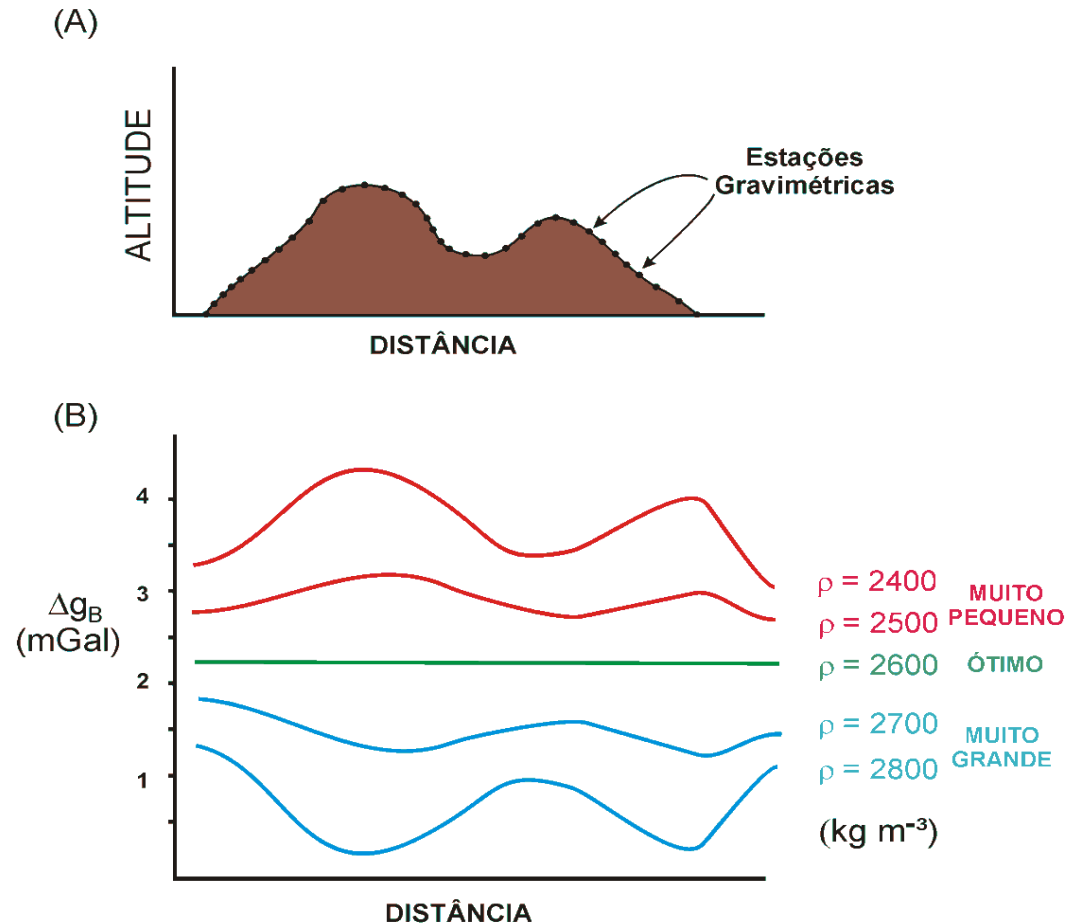 (A)
ALTITUDE
Estações
Gravimétricas
DISTÂNCIA
(B)
4
3
2
1
ΔgB
(mGal)
ρ = 2400
ρ = 2500
MUITO
PEQUENO
ρ = 2600
ÓTIMO
ρ = 2700
ρ = 2800
MUITO
GRANDE
(kg m⁻³)
DISTÂNCIA